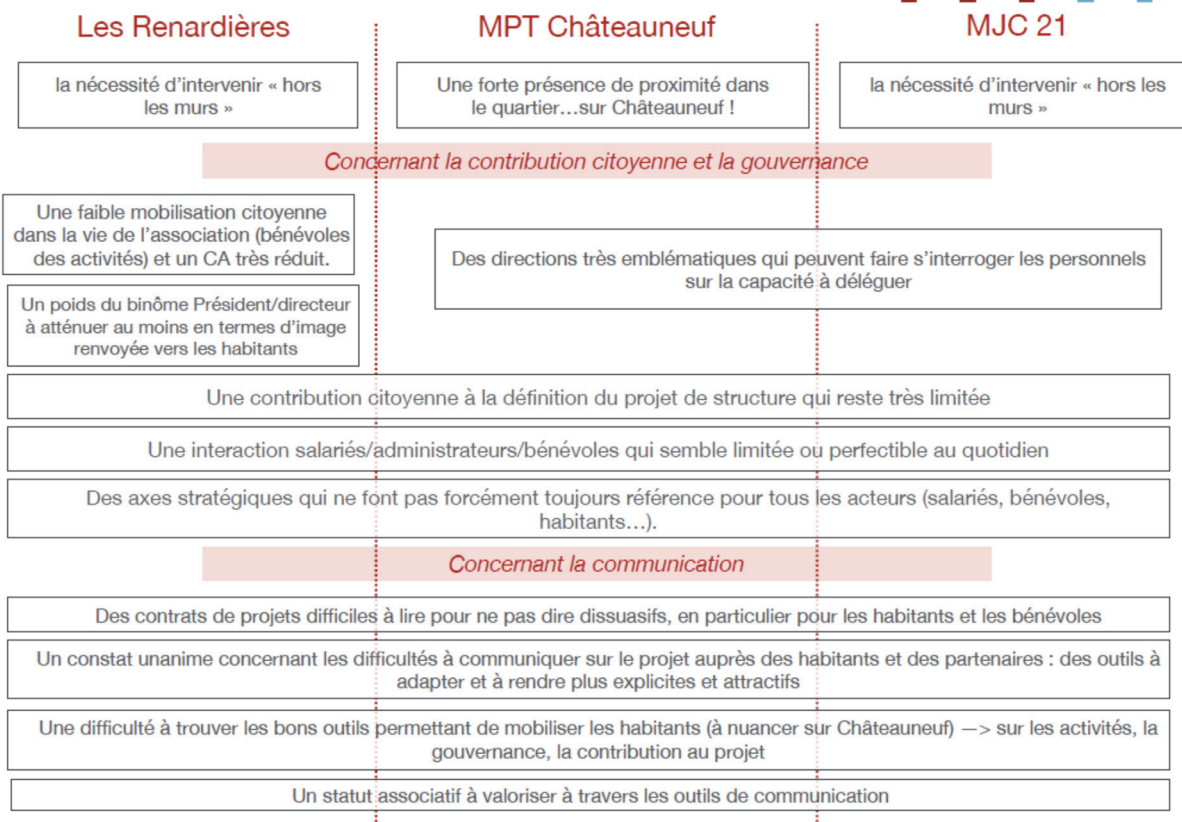 Les Renardières
MPT Châteauneuf
MJC 21
la nécessité d'intervenir « hors
les murs »
Une forte présence de proximité dans
le quartier…sur Châteauneuf !
la nécessité d'intervenir « hors les
murs »
Concernant la contribution citoyenne et la gouvernance
Une faible mobilisation citoyenne
dans la vie de l'association (bénévoles
des activités) et un CA très réduit.
Un poids du binôme Président/directeur
à atténuer au moins en termes d'image
renvoyée vers les habitants
Des directions très emblématiques qui peuvent faire s'interroger les personnels
sur la capacité à déléguer
Une contribution citoyenne à la définition du projet de structure qui reste très limitée
Une interaction salariés/administrateurs/bénévoles qui semble limitée ou perfectible au quotidien
Des axes stratégiques qui ne font pas forcément toujours référence pour tous les acteurs (salariés, bénévoles,
habitants…).
Concernant la communication
Des contrats de projets difficiles à lire pour ne pas dire dissuasifs, en particulier pour les habitants et les bénévoles
Un constat unanime concernant les difficultés à communiquer sur le projet auprès des habitants et des partenaires : des outils à
adapter et à rendre plus explicites et attractifs
Une difficulté à trouver les bons outils permettant de mobiliser les habitants (à nuancer sur Châteauneuf) —> sur les activités, la
gouvernance, la contribution au projet
Un statut associatif à valoriser à travers les outils de communication